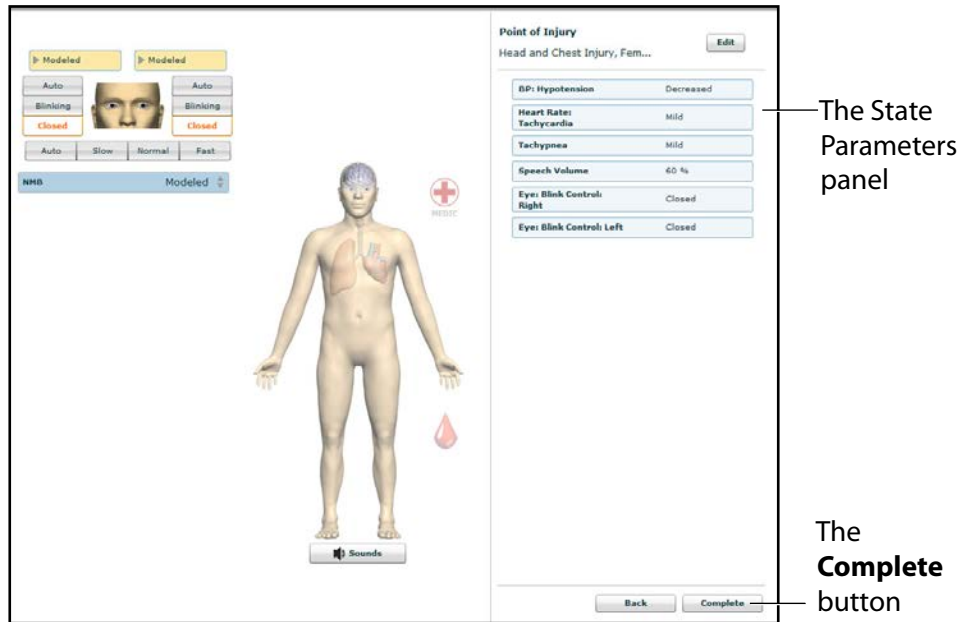 Modeled
Modeled
Auto
Auto
Blinking
Blinking
Closed
Closed
Auto Slow Normal Fast
NMB Modeled
MEDIC
Sounds
Point of Injury
Head and Chest Injury, Fem...
Edit
BP: Hypotension Decreased
Heart Rate:
Tachycardia Mild
Tachypnea Mild
Speech Volume 60 %
Eye: Blink Control:
Right Closed
Eye: Blink Control: Left Closed
Back Complete
The State
Parameters
panel
The
Complete
button